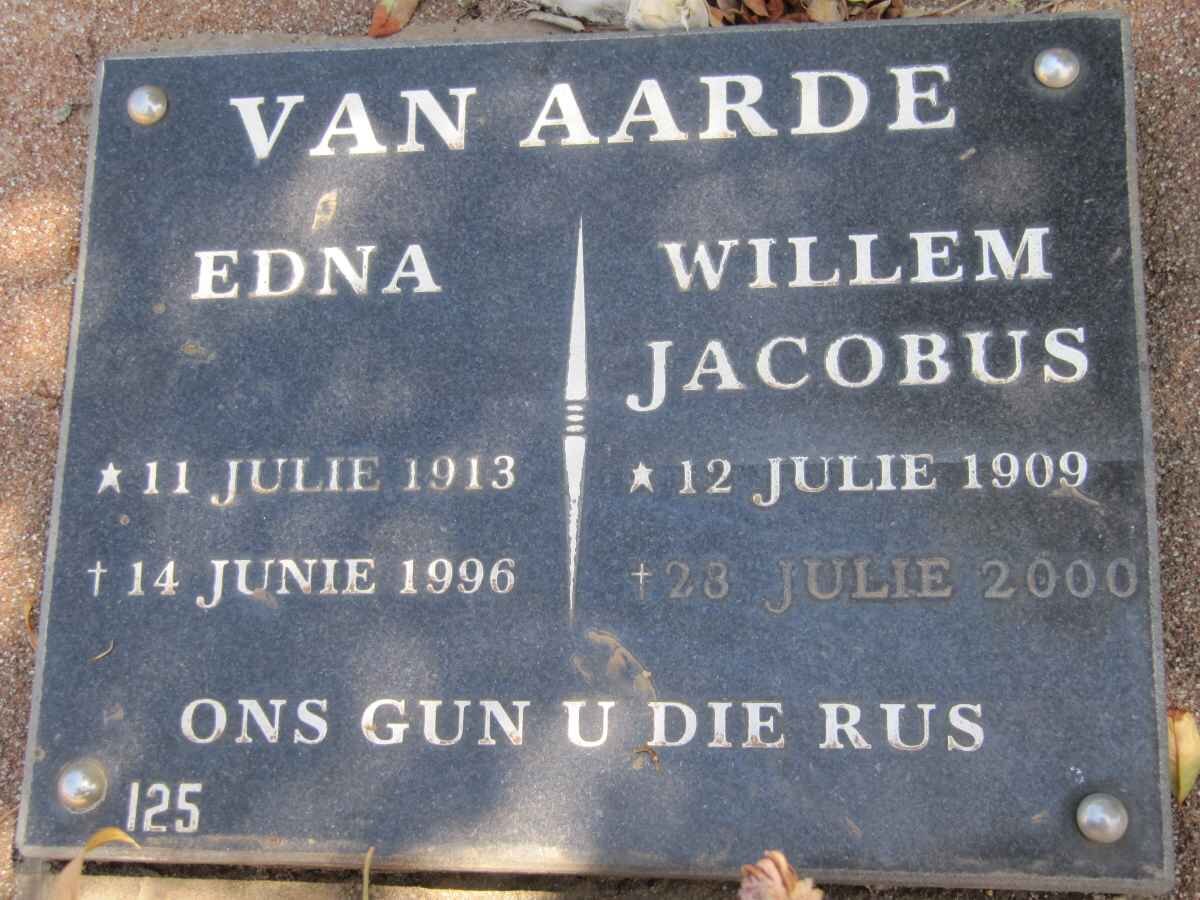 VAN AARDE
EDNA
★ 11 JULIE 1913
† 14 JUNIE 1996
WILLEM
JACOBUS
★ 12 JULIE 1909
† 28 JULIE 2000
ONS GUN U DIE RUS
125